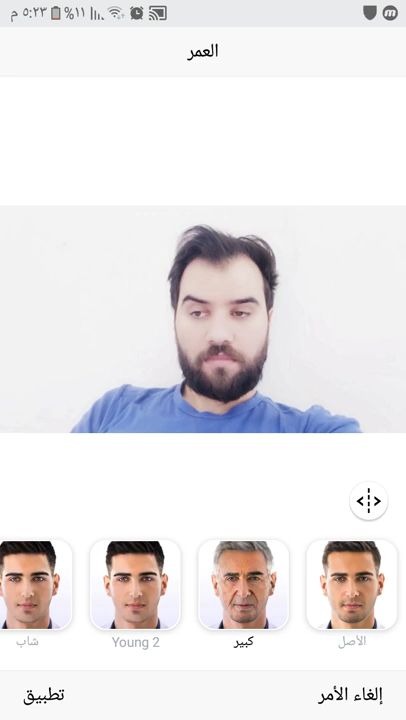 ٥:٢٣ م %١١
العمر
الأصل
كبير
Young 2
شاب
إلغاء الأمر
تطبيق